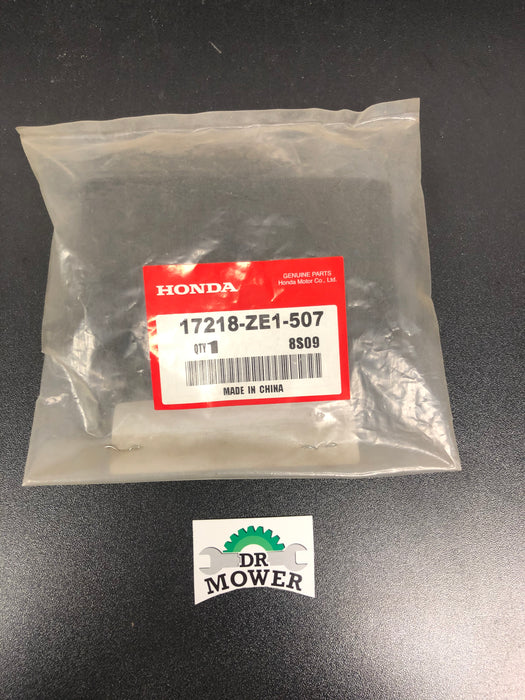 HONDA
GENUINE PARTS
Honda Motor Co., Ltd.
17218-ZE1-507
QTY 1 8S09
MADE IN CHINA
DR
MOWER